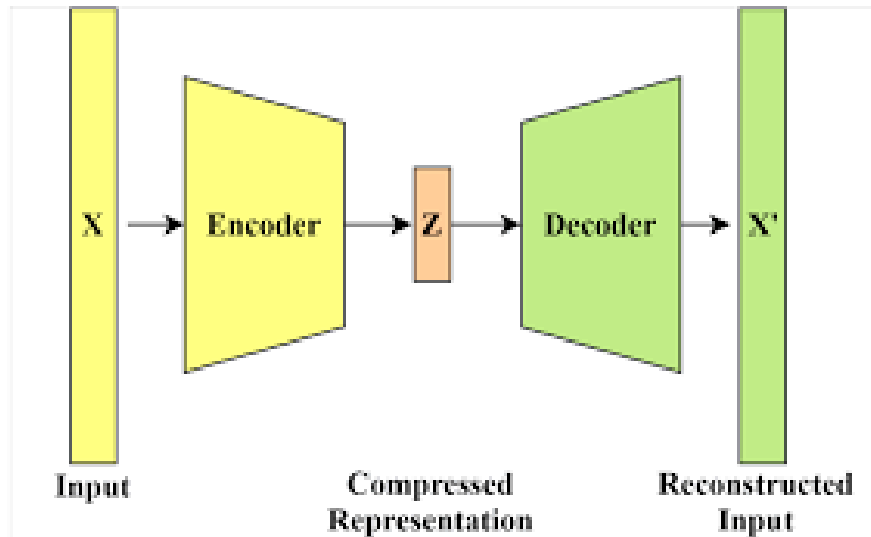 X
Encoder
Z
Decoder
X'
Input
Compressed
Representation
Reconstructed
Input